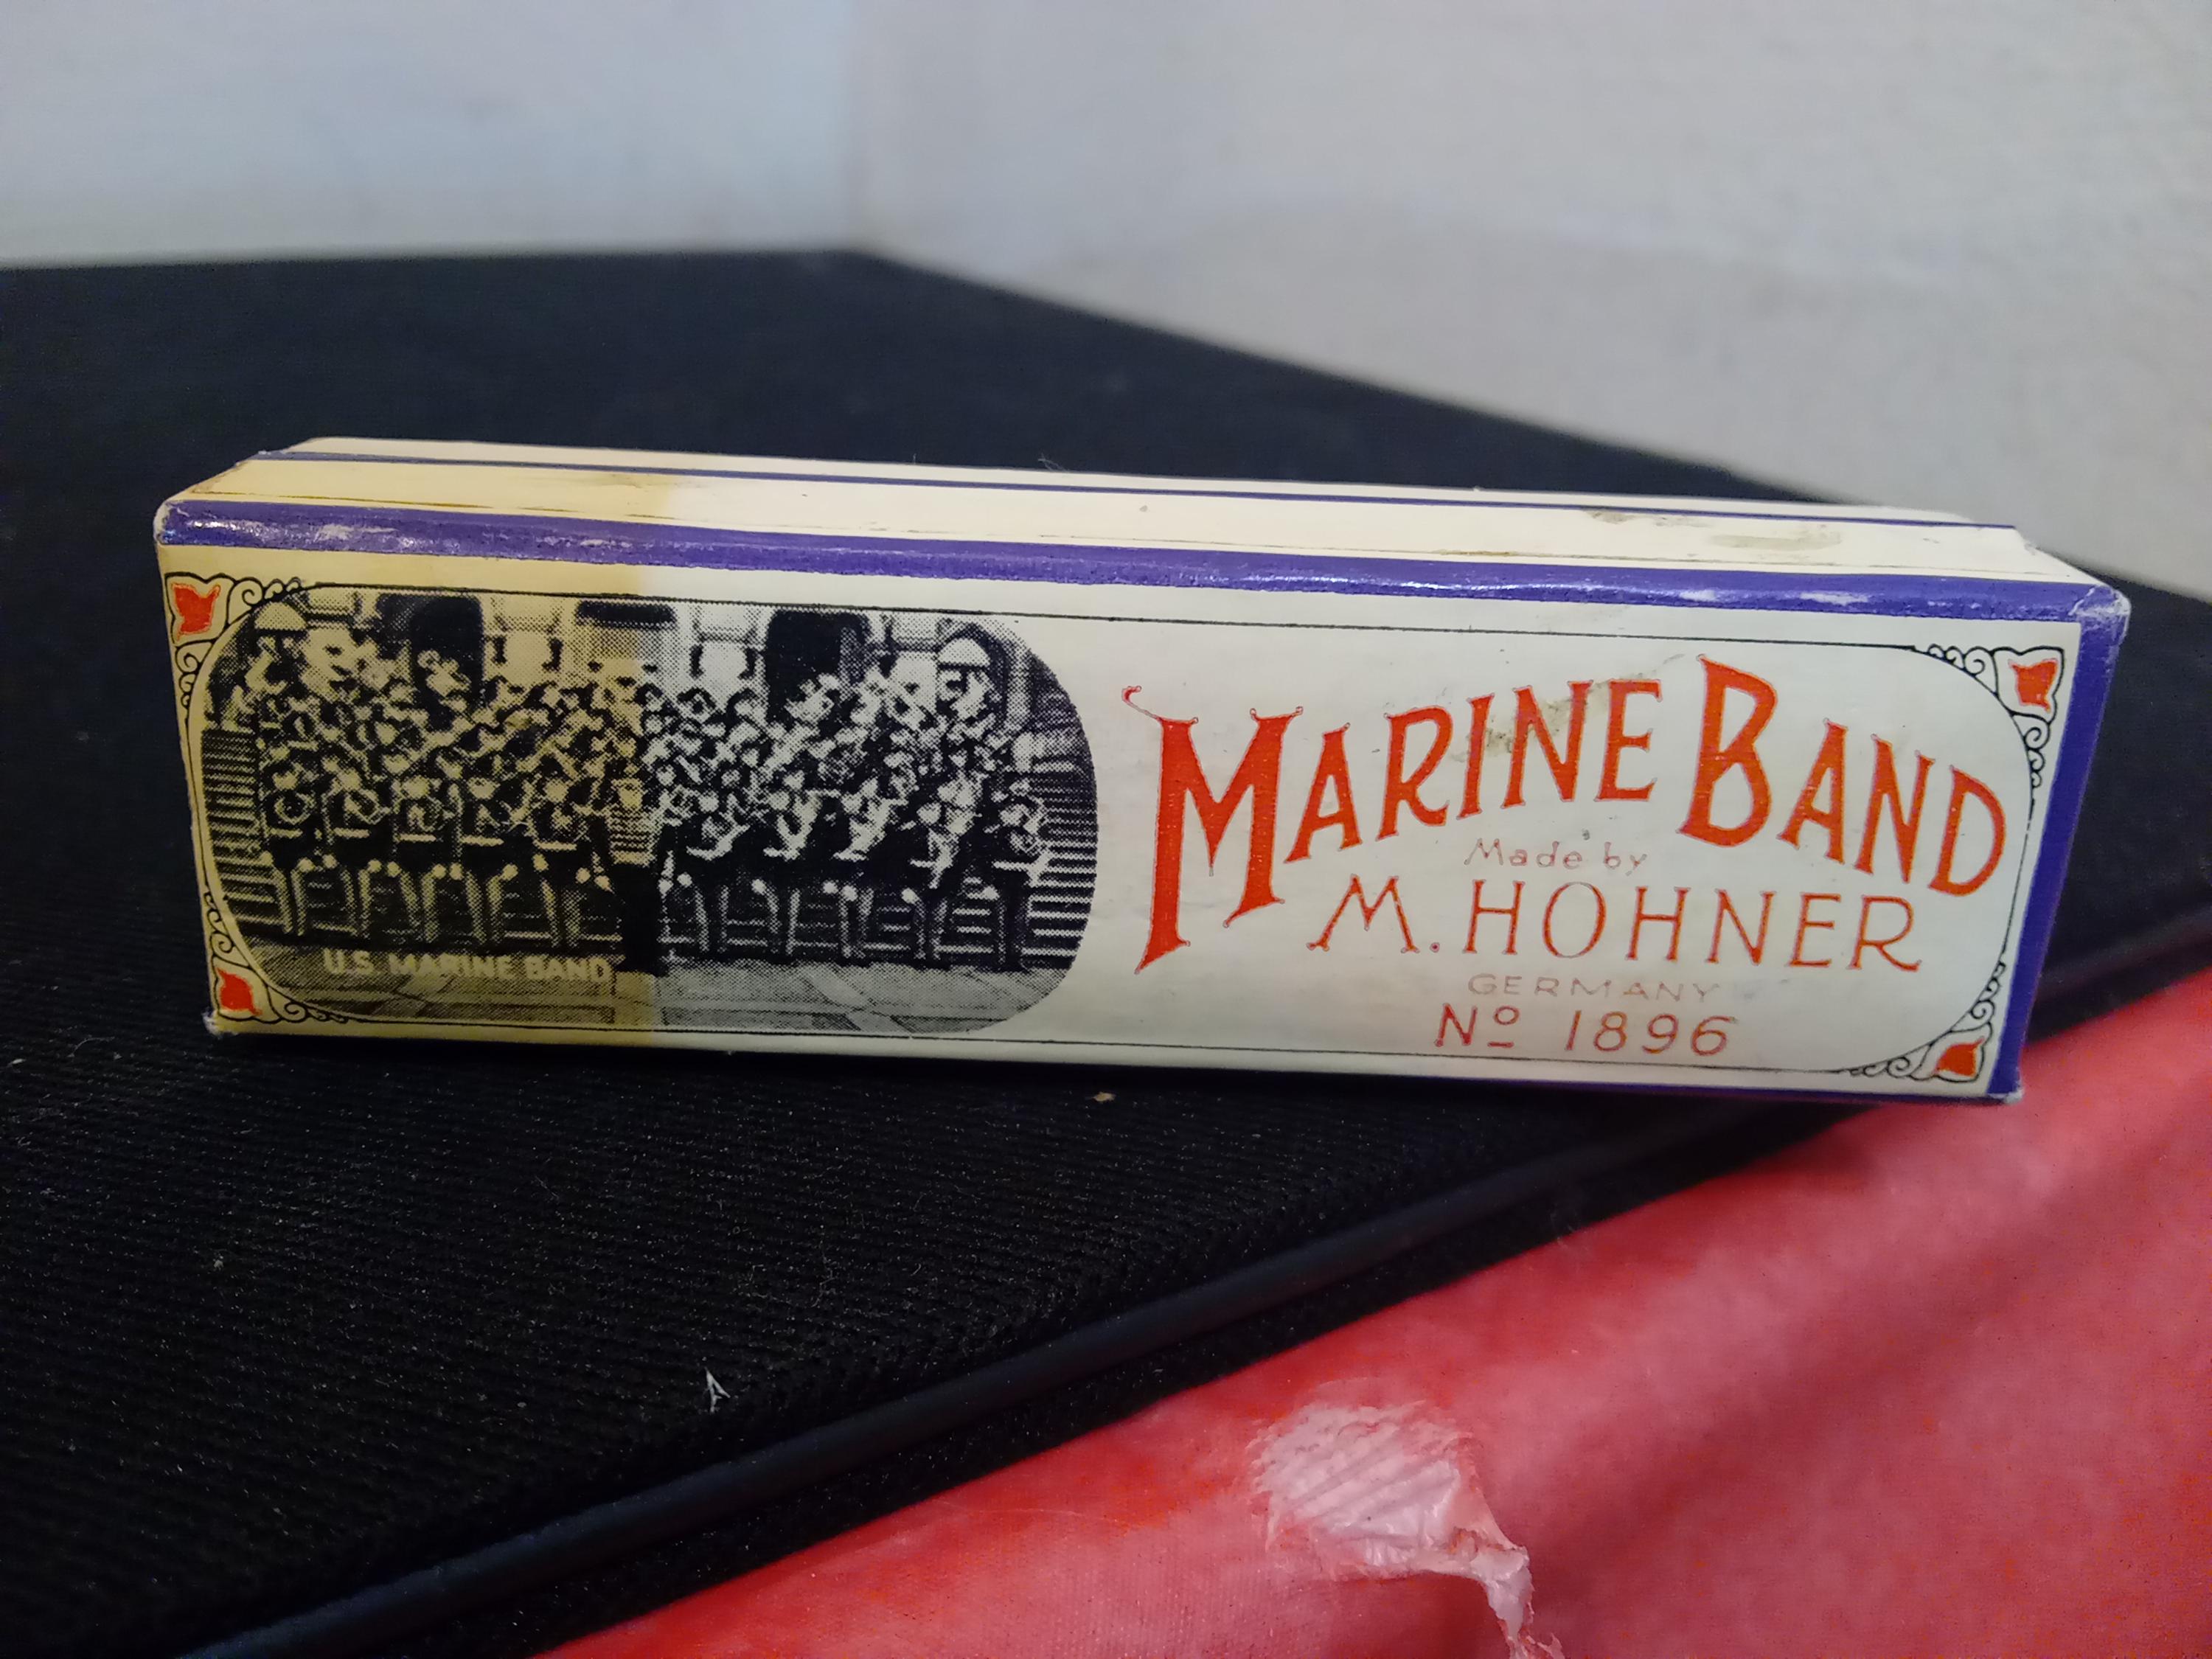 U.S. MARINE BAND
MARINE BAND
Made by
M. HOHNER
GERMANY
Nº 1896